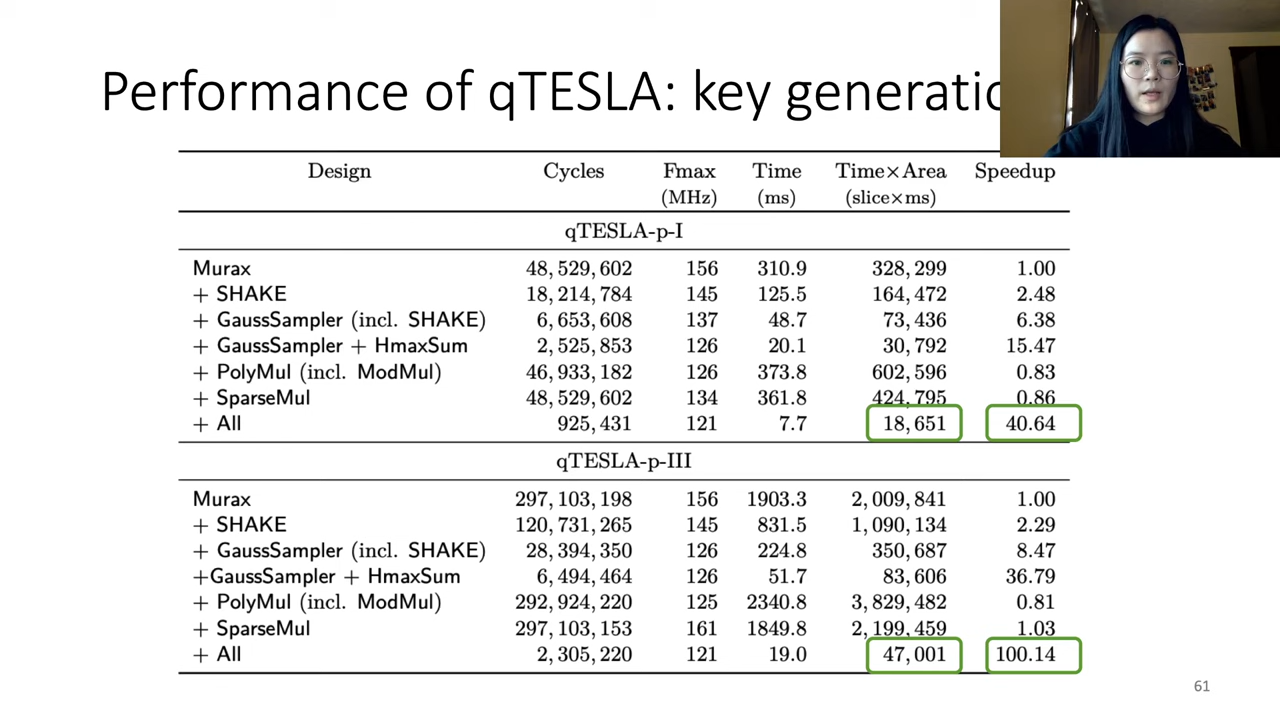 Performance of qTESLA: key generatio
Design Cycles Fmax Time Time×Area Speedup
(MHz) (ms) (slice×ms)
qTESLA-p-I
Murax 48,529,602 156 310.9 328,299 1.00
+ SHAKE 18,214,784 145 125.5 164,472 2.48
+ GaussSampler (incl. SHAKE) 6,653,608 137 48.7 73,436 6.38
+ GaussSampler + HmaxSum 2,525,853 126 20.1 30,792 15.47
+ PolyMul (incl. ModMul) 46,933,182 126 373.8 602,596 0.83
+ SparseMul 48,529,602 134 361.8 424,795 0.86
+ All 925,431 121 7.7 18,651 40.64
qTESLA-p-III
Murax 297,103,198 156 1903.3 2,009,841 1.00
+ SHAKE 120,731,265 145 831.5 1,090,134 2.29
+ GaussSampler (incl. SHAKE) 28,394,350 126 224.8 350,687 8.47
+GaussSampler + HmaxSum 6,494,464 126 51.7 83,606 36.79
+ PolyMul (incl. ModMul) 292,924,220 125 2340.8 3,829,482 0.81
+ SparseMul 297,103,153 161 1849.8 2,199,459 1.03
+ All 2,305,220 121 19.0 47,001 100.14
61